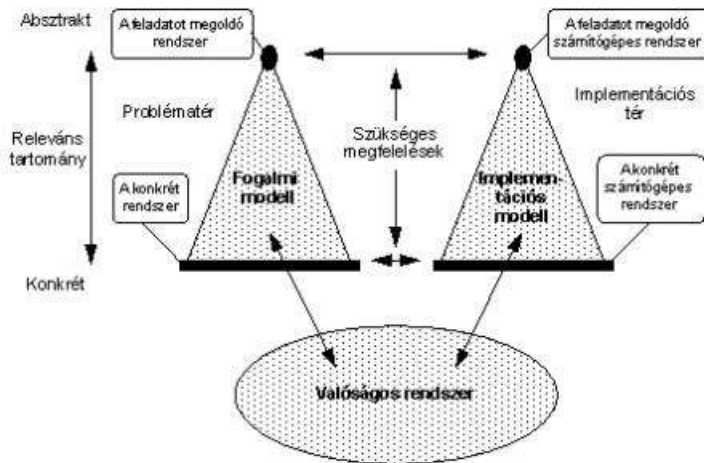 Absztrakt
A feladatot megoldó
rendszer
A feladatot megoldó
számítógépes rendszer
Problématér
Implementációs
tér
Releváns
tartomány
Szükséges
megfelelések
A konkrét
rendszer
Fogalmi
modell
Implemen-
tációs
modell
A konkrét
számítógépes
rendszer
Konkrét
Valóságos rendszer